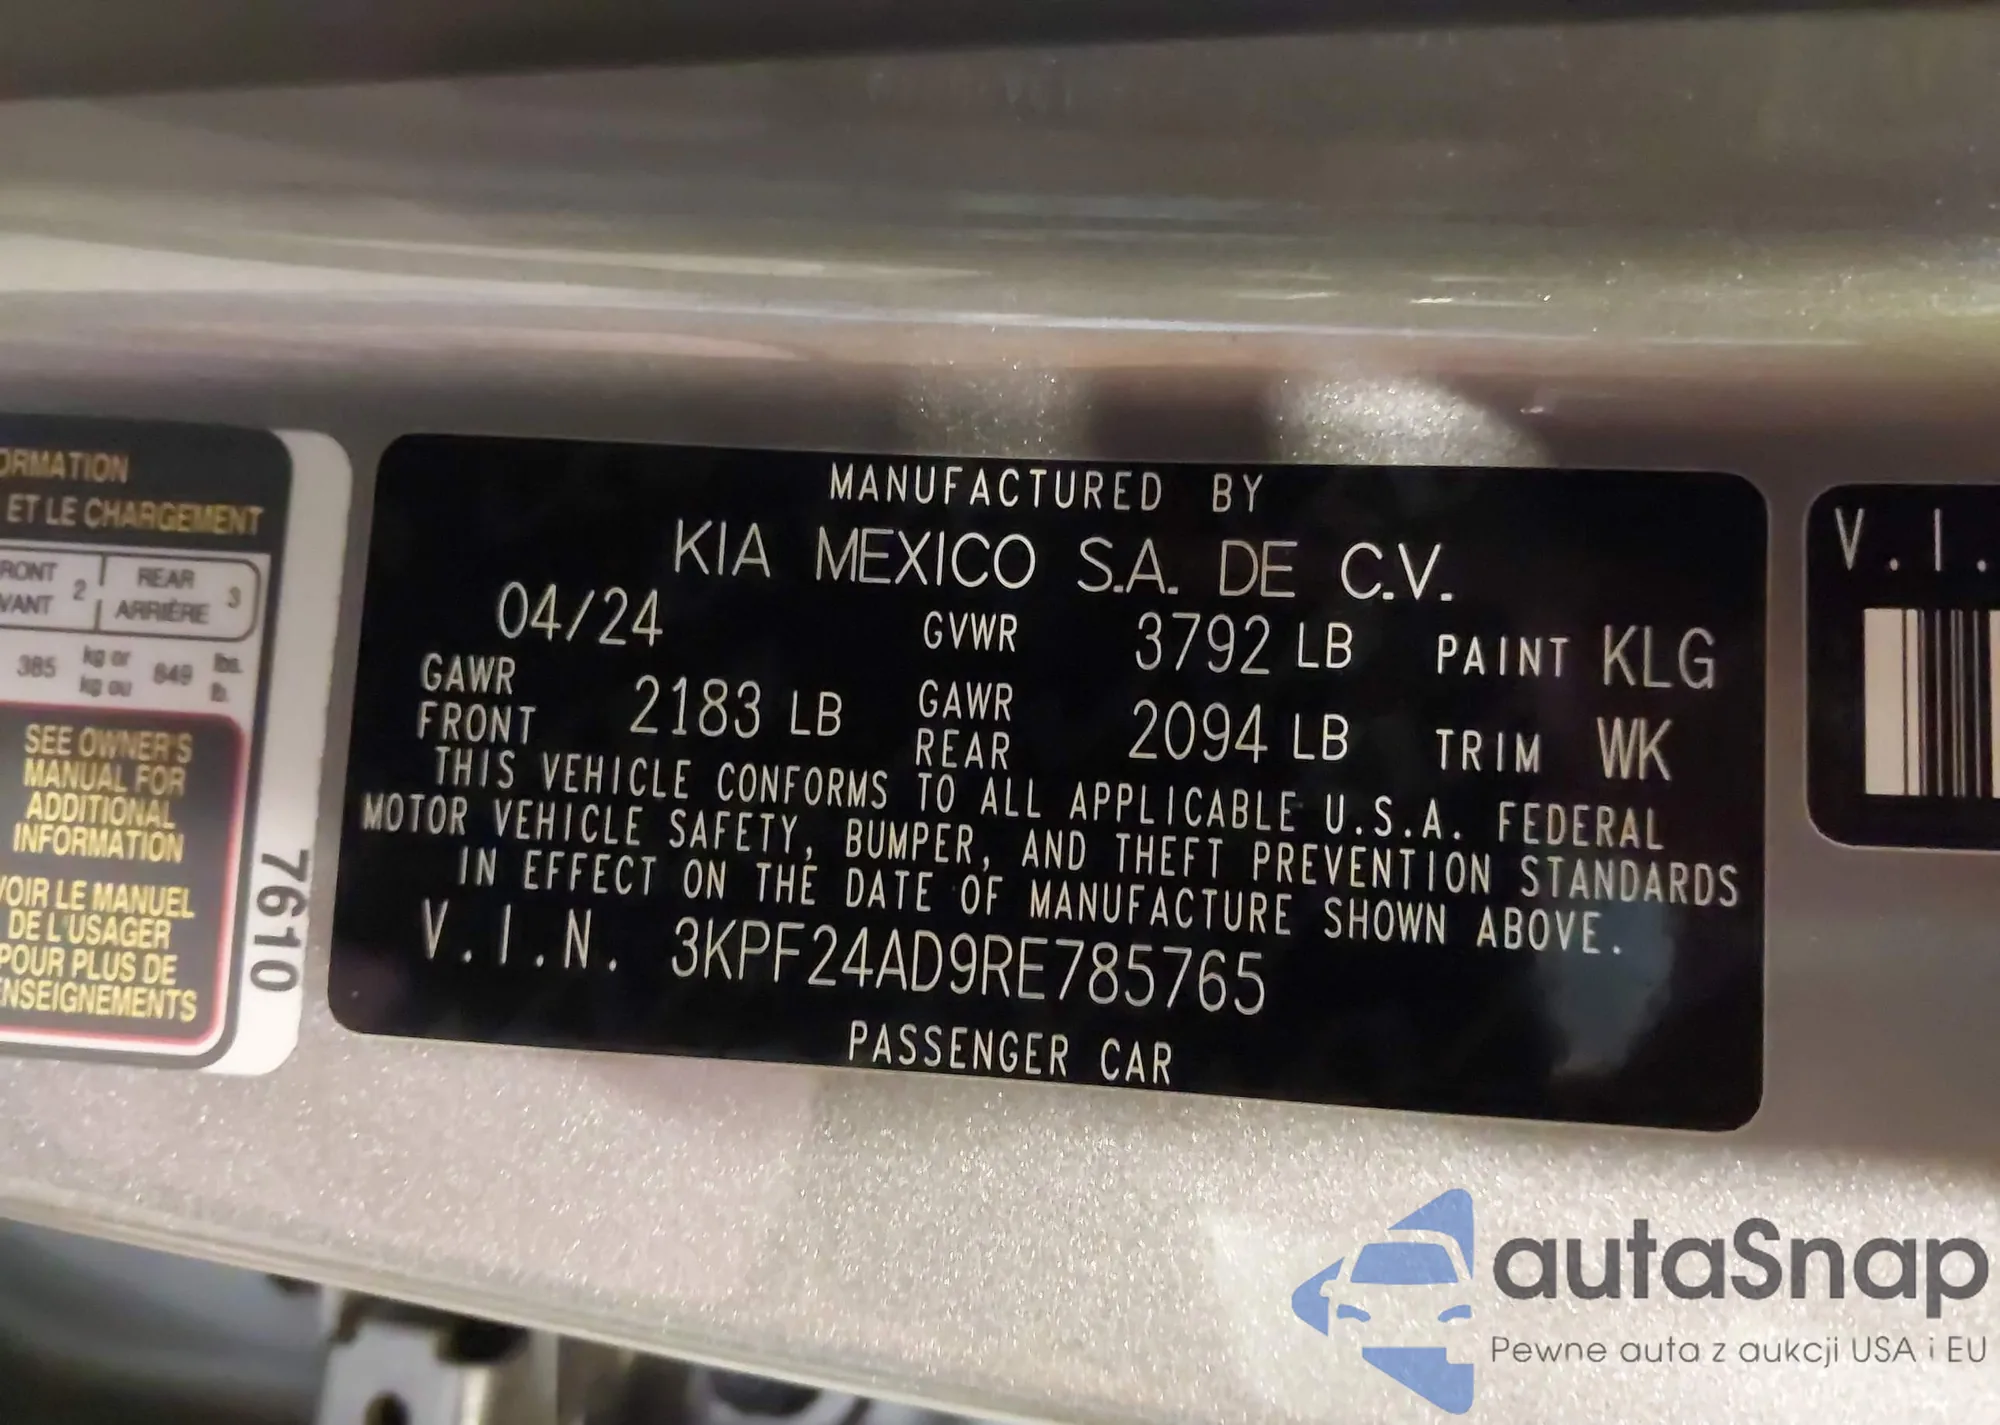 ORMATION
ET LE CHARGEMENT
RONT 2 REAR 3
VANT ARRIÈRE
385 kg or 849 lbs.
kg ou lb.
SEE OWNER'S
MANUAL FOR
ADDITIONAL
INFORMATION
VOIR LE MANUEL
DE L'USAGER
POUR PLUS DE
ENSEIGNEMENTS
7610
MANUFACTURED BY
KIA MEXICO S.A. DE C.V.
04/24 GVWR 3792 LB PAINT KLG
GAWR FRONT 2183 LB GAWR REAR 2094 LB TRIM WK
THIS VEHICLE CONFORMS TO ALL APPLICABLE U.S.A. FEDERAL
MOTOR VEHICLE SAFETY, BUMPER, AND THEFT PREVENTION STANDARDS
IN EFFECT ON THE DATE OF MANUFACTURE SHOWN ABOVE.
V.I.N. 3KPF24AD9RE785765
PASSENGER CAR
V.I.
autaSnap
Pewne auta z aukcji USA i EU